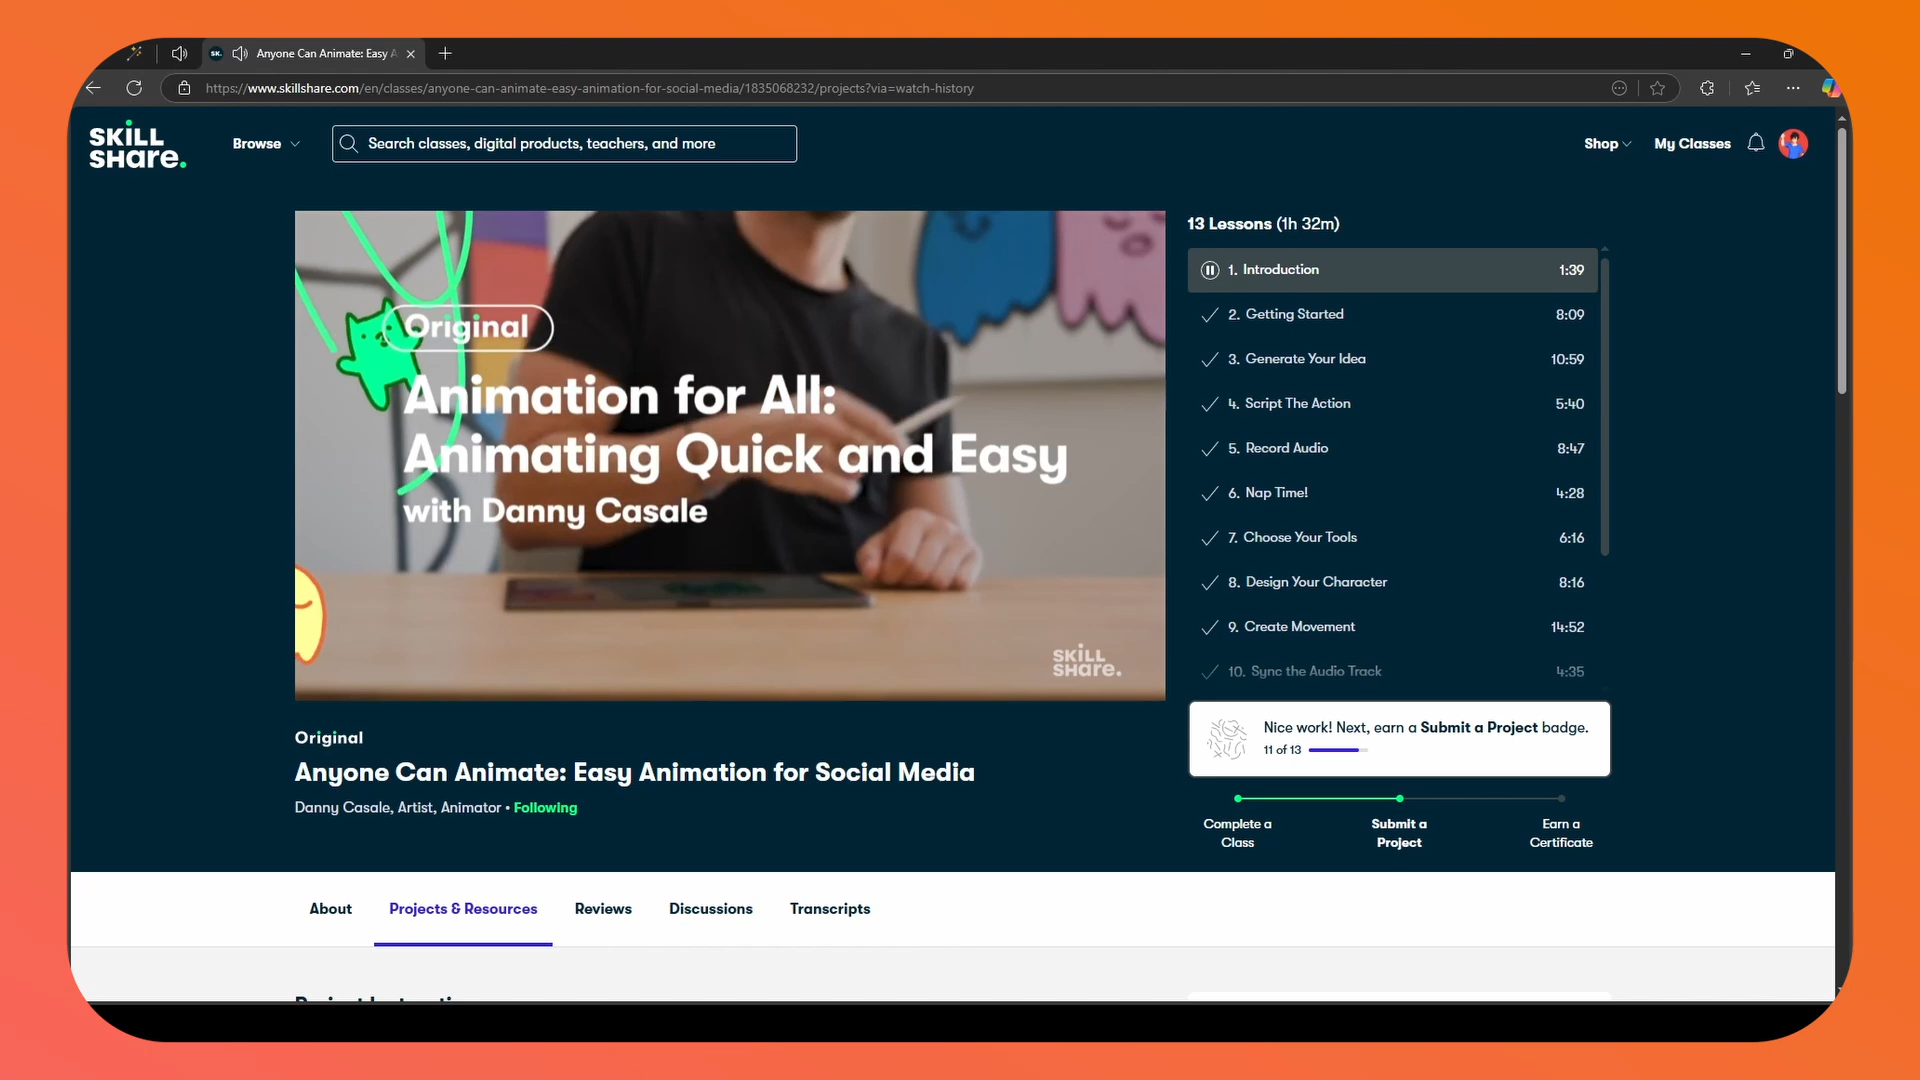 SK.
Anyone Can Animate: Easy A
https://www.skillshare.com/en/classes/anyone-can-animate-easy-animation-for-social-media/1835068232/projects?via=watch-history
SKILL
SHARE.
Browse
Search classes, digital products, teachers, and more
Shop
My Classes
Original
Animation for All:
Animating Quick and Easy
with Danny Casale
SKILL
SHARE.
13 Lessons (1h 32m)
1. Introduction 1:39
2. Getting Started 8:09
3. Generate Your Idea 10:59
4. Script The Action 5:40
5. Record Audio 8:47
6. Nap Time! 4:28
7. Choose Your Tools 6:16
8. Design Your Character 8:16
9. Create Movement 14:52
10. Sync the Audio Track 4:35
Nice work! Next, earn a Submit a Project badge.
11 of 13
Complete a
Class
Submit a
Project
Earn a
Certificate
Original
Anyone Can Animate: Easy Animation for Social Media
Danny Casale, Artist, Animator • Following
About
Projects & Resources
Reviews
Discussions
Transcripts